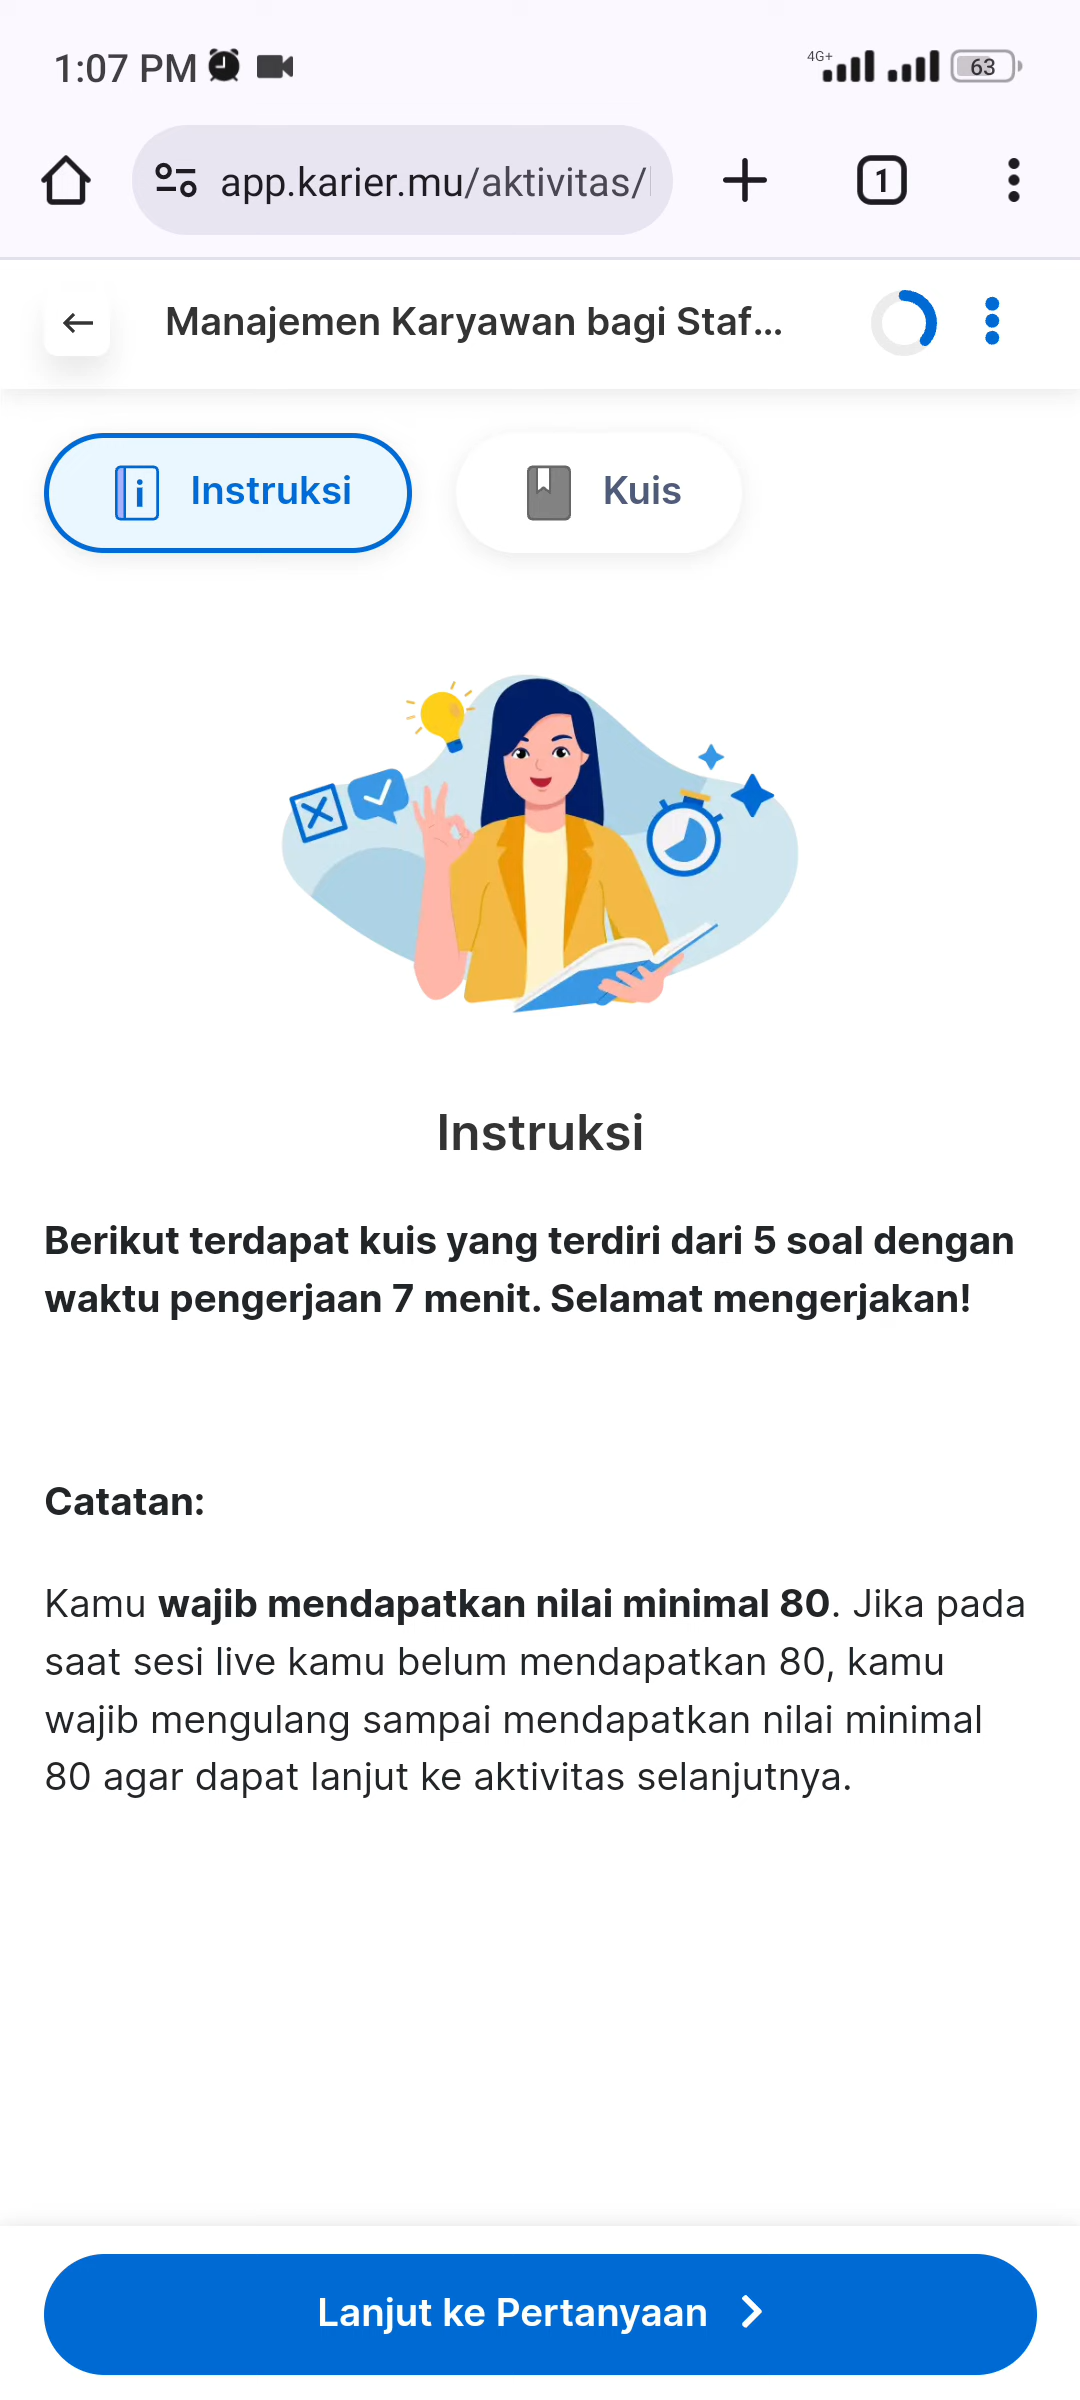 1:07 PM
4G+
63
app.karier.mu/aktivitas/
1
Manajemen Karyawan bagi Staf...
Instruksi
Kuis
Instruksi
Berikut terdapat kuis yang terdiri dari 5 soal dengan
waktu pengerjaan 7 menit. Selamat mengerjakan!
Catatan:
Kamu wajib mendapatkan nilai minimal 80. Jika pada
saat sesi live kamu belum mendapatkan 80, kamu
wajib mengulang sampai mendapatkan nilai minimal
80 agar dapat lanjut ke aktivitas selanjutnya.
Lanjut ke Pertanyaan